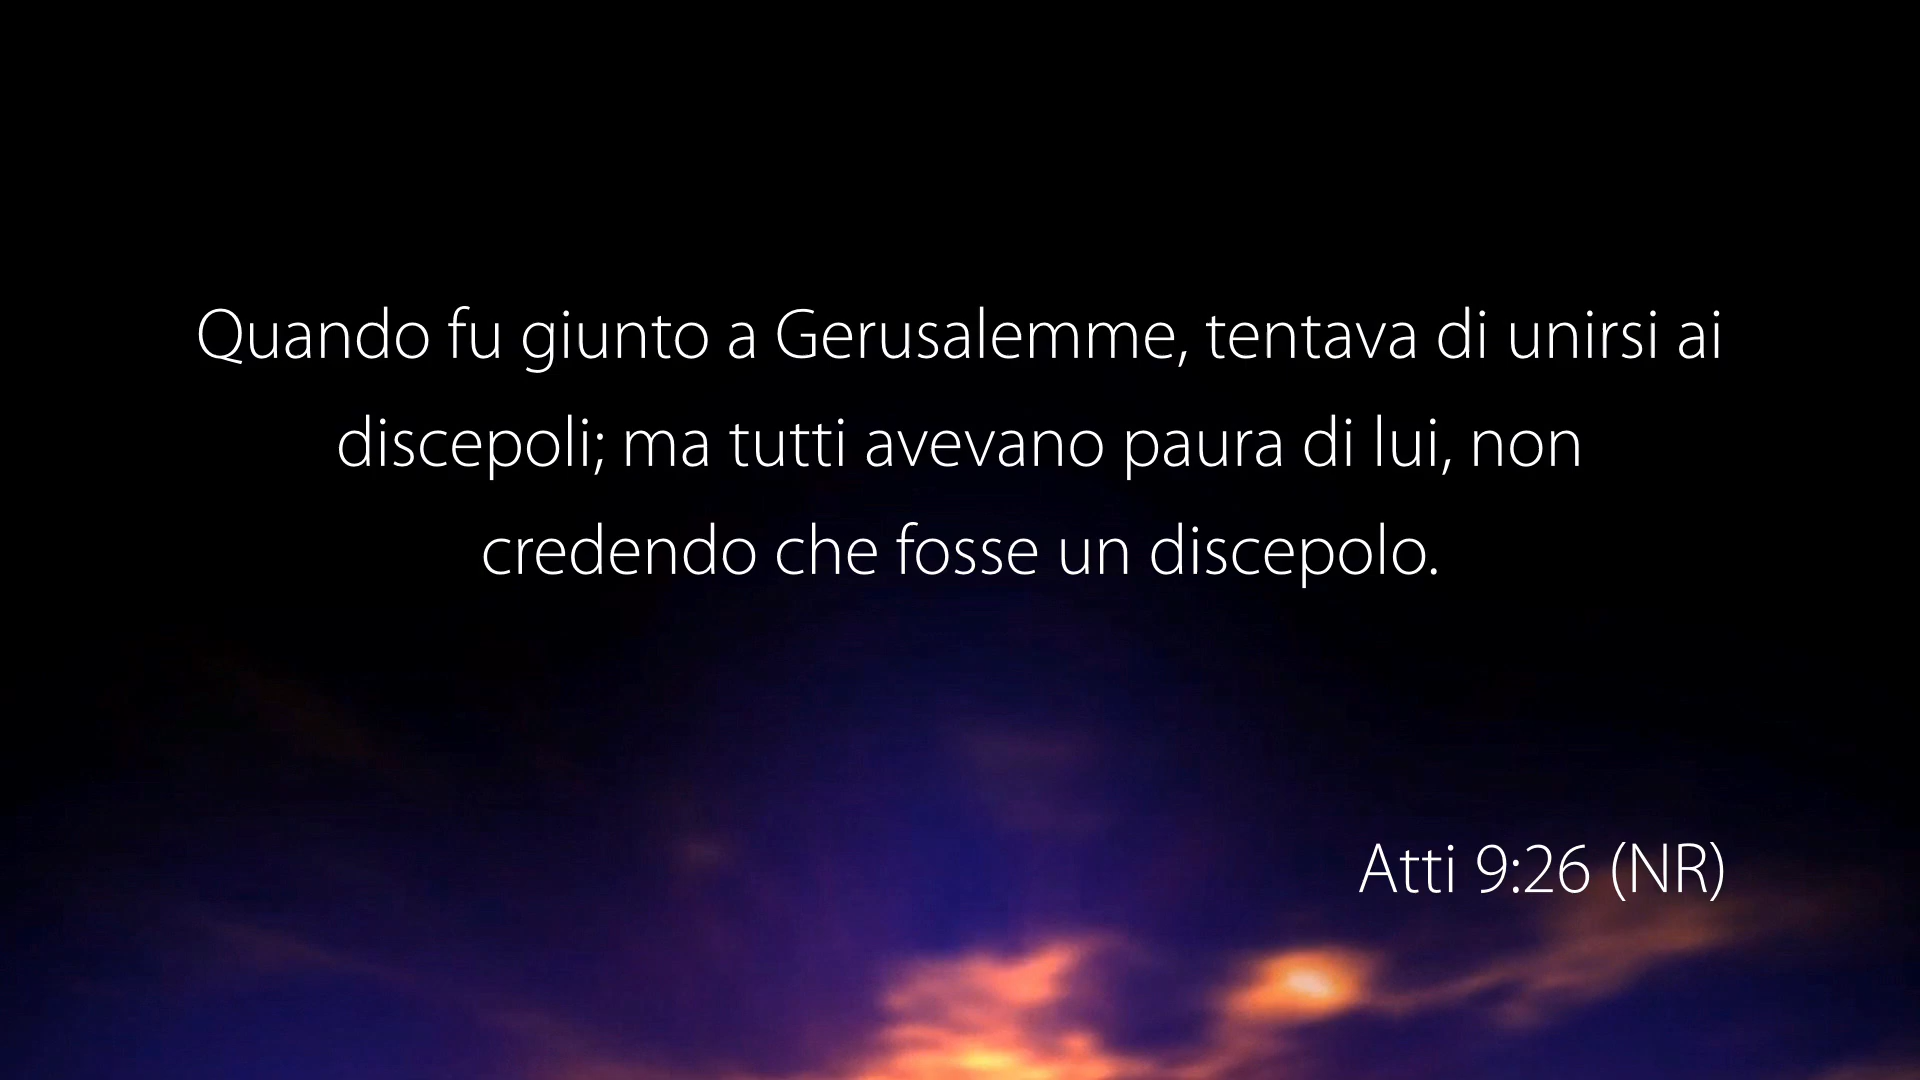 Quando fu giunto a Gerusalemme, tentava di unirsi ai
discepoli; ma tutti avevano paura di lui, non
credendo che fosse un discepolo.
Atti 9:26 (NR)